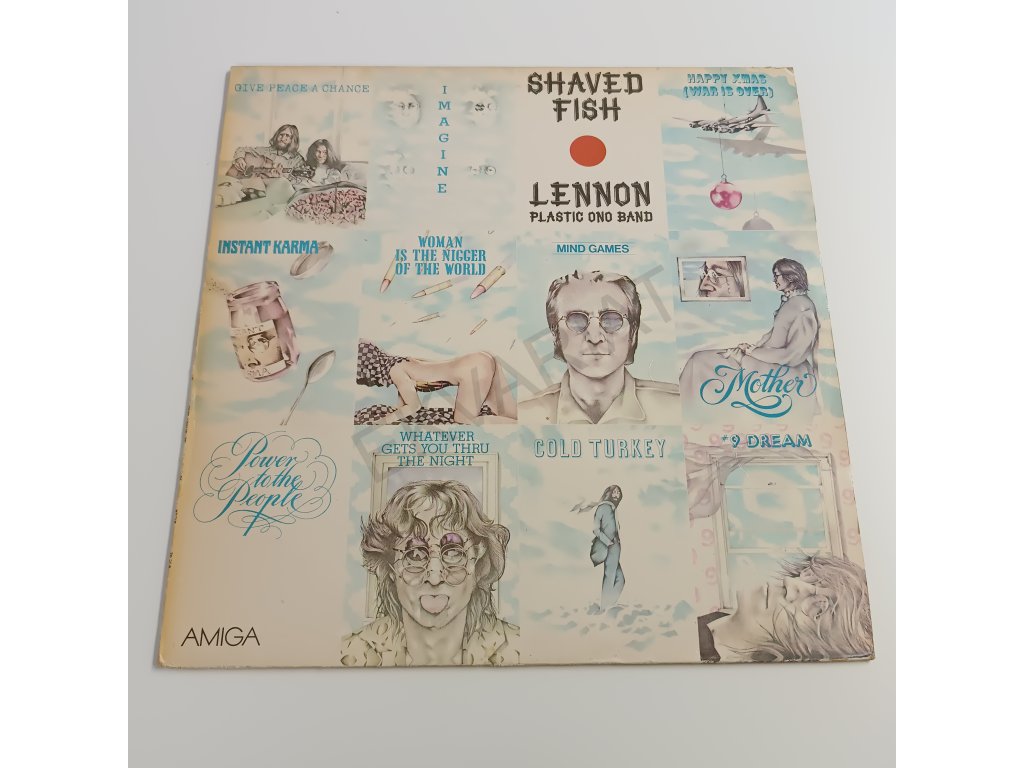 GIVE PEACE A CHANCE
IMAGINE
SHAVED
FISH
LENNON
PLASTIC ONO BAND
HAPPY XMAS
(WAR IS OVER)
INSTANT KARMA
WOMAN
IS THE NIGGER
OF THE WORLD
MIND GAMES
Mother
Power
to the
People
WHATEVER
GETS YOU THRU
THE NIGHT
COLD TURKEY
#9 DREAM
AMIGA